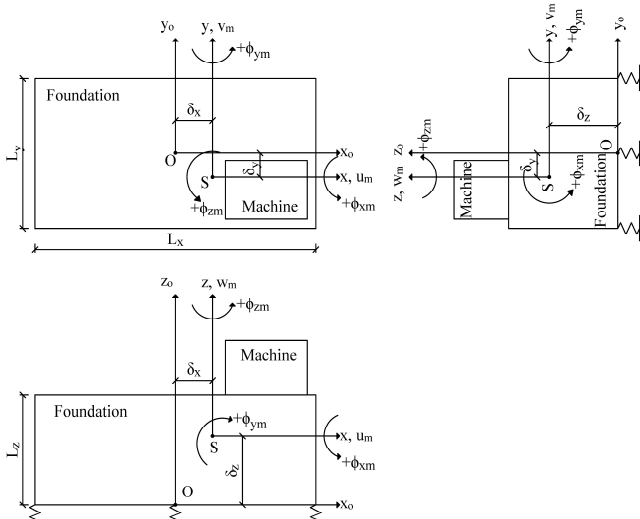 yₒ
y, vₘ
+ϕym
Foundation
δx
O
xₒ
δy
S
x, uₘ
Machine
+ϕxm
+ϕzm
Ly
Lx
y, vₘ
+ϕym
yₒ
δz
+ϕzm
zₒ
O
δy
S
z, wₘ
+ϕxm
Machine
Foundation
zₒ
z, wₘ
+ϕzm
Machine
δx
Foundation
+ϕym
S
x, uₘ
+ϕxm
Lz
δz
O
xₒ